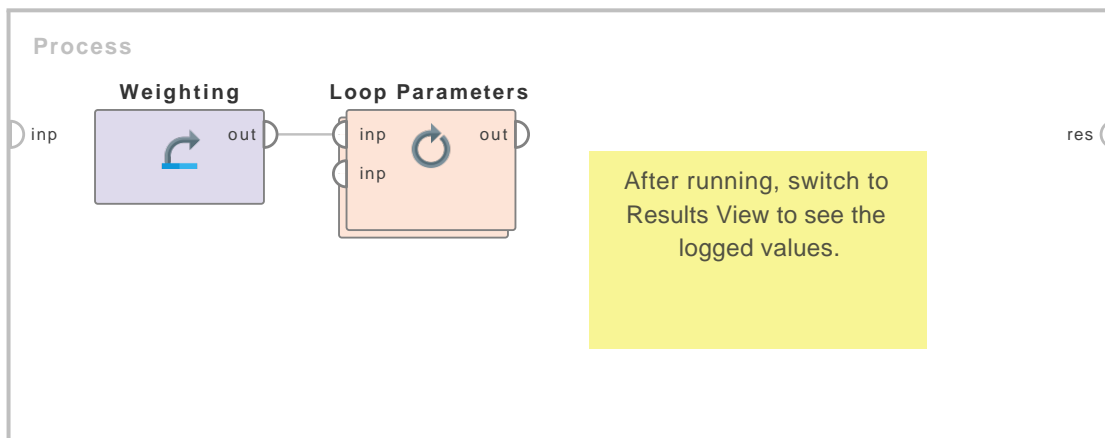 Process
Weighting
Loop Parameters
inp
out
inp
out
res
inp
After running, switch to
Results View to see the
logged values.